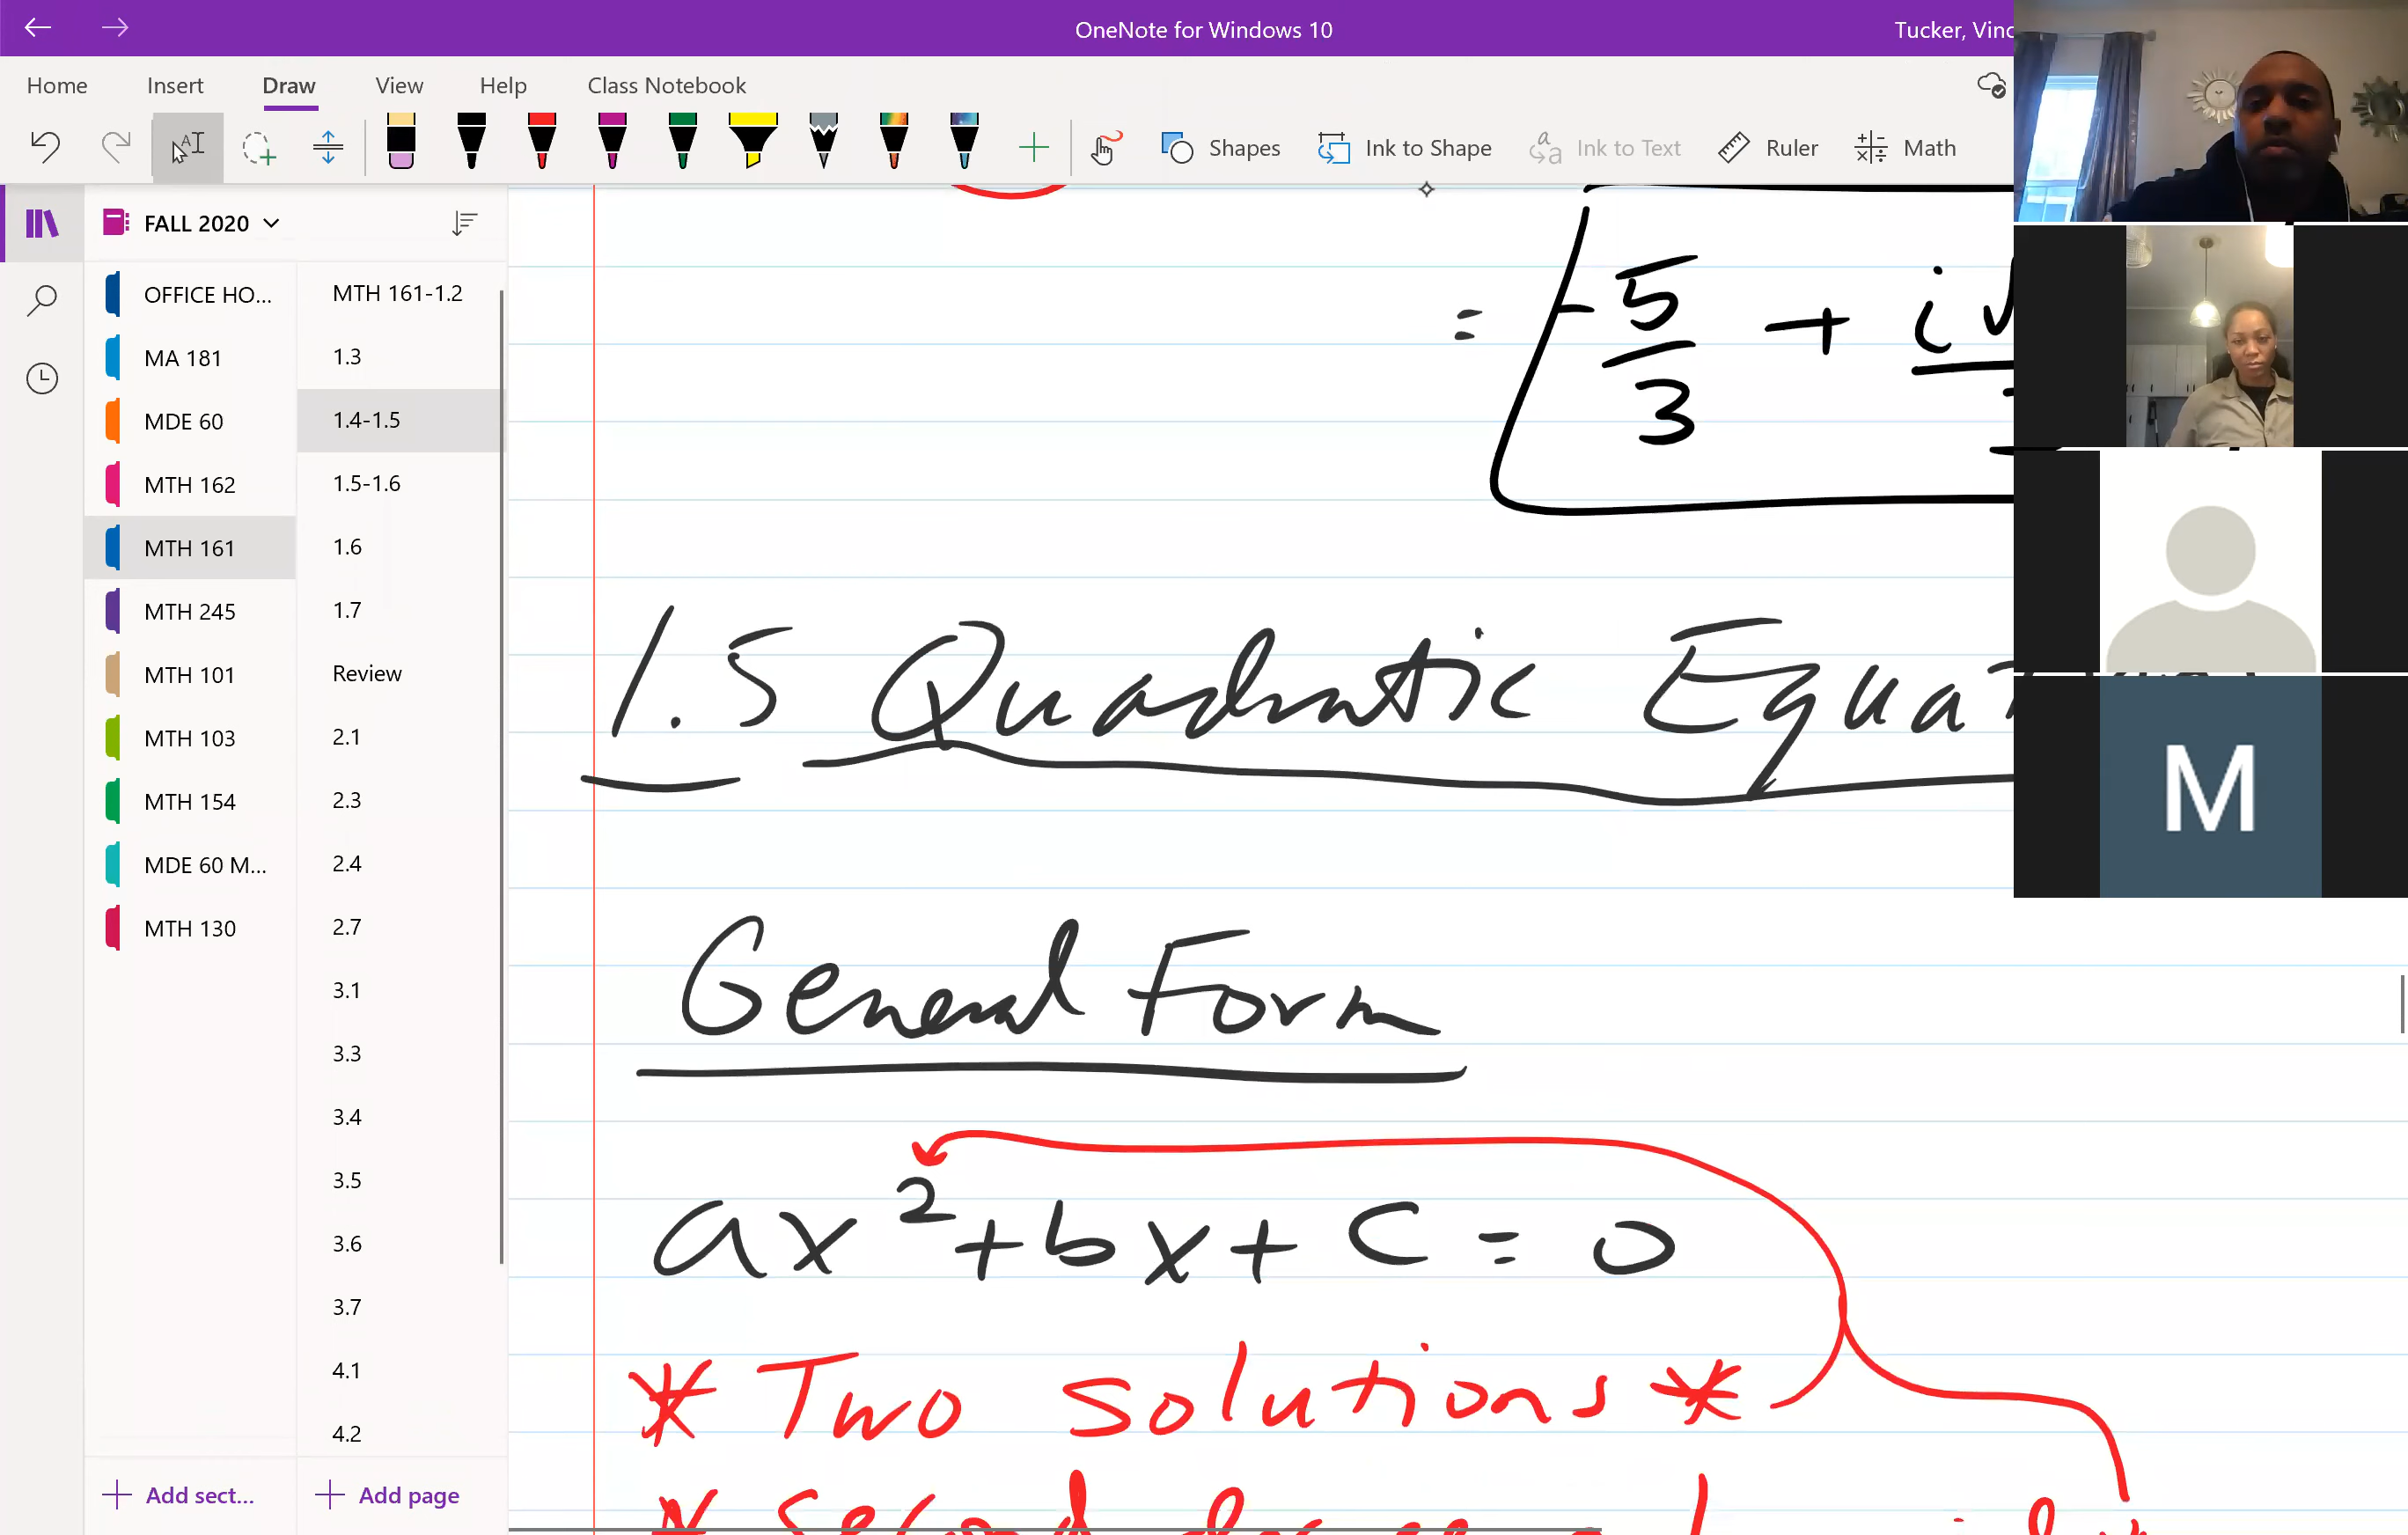 OneNote for Windows 10
Tucker, Vinc
Home Insert Draw View Help Class Notebook
Shapes Ink to Shape Ink to Text Ruler Math
FALL 2020
OFFICE HO...
MA 181
MDE 60
MTH 162
MTH 161
MTH 245
MTH 101
MTH 103
MTH 154
MDE 60 M...
MTH 130
Add sect...
MTH 161-1.2
1.3
1.4-1.5
1.5-1.6
1.6
1.7
Review
2.1
2.3
2.4
2.7
3.1
3.3
3.4
3.5
3.6
3.7
4.1
4.2
Add page
= -5/3 + i√
1.5 Quadratic Equat
General Form
ax²+bx+c=0
* Two solutions *
* Second
M